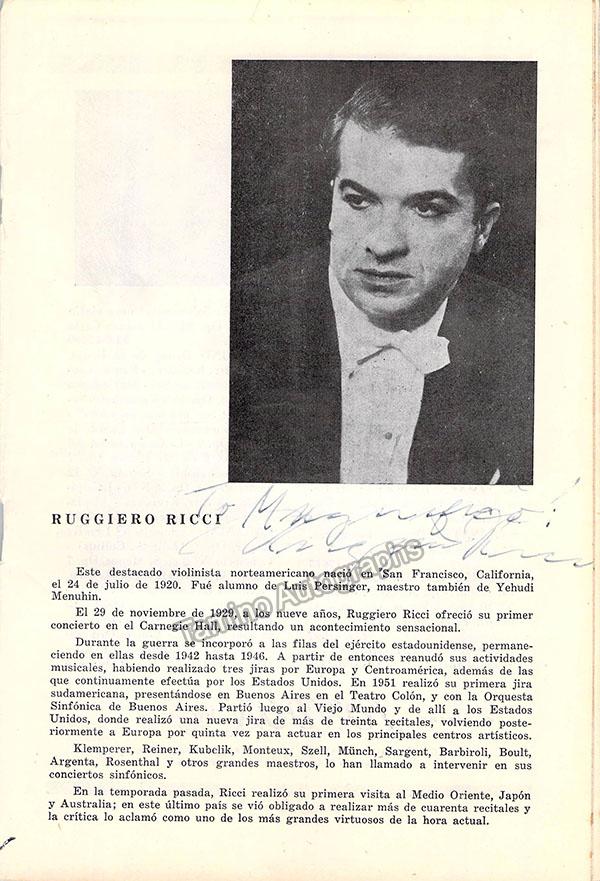 To
RUGGIERO RICCI
Este destacado violinista norteamericano nació en San Francisco, California,
el 24 de julio de 1920. Fué alumno de Luis Persinger, maestro también de Yehudi
Menuhin.
El 29 de noviembre de 1929, a los nueve años, Ruggiero Ricci ofreció su primer
concierto en el Carnegie Hall, resultando un acontecimiento sensacional.
Durante la guerra se incorporó a las filas del ejército estadounidense, permane-
ciendo en ellas desde 1942 hasta 1946. A partir de entonces reanudó sus actividades
musicales, habiendo realizado tres jiras por Europa y Centroamérica, además de las
que continuamente efectúa por los Estados Unidos. En 1951 realizó su primera jira
sudamericana, presentándose en Buenos Aires en el Teatro Colón, y con la Orquesta
Sinfónica de Buenos Aires. Partió luego al Viejo Mundo y de allí a los Estados
Unidos, donde realizó una nueva jira de más de treinta recitales, volviendo poste-
riormente a Europa por quinta vez para actuar en los principales centros artísticos.
Klemperer, Reiner, Kubclik, Monteux, Szell, Münch, Sargent, Barbiroli, Boult,
Argenta, Rosenthal y otros grandes maestros, lo han llamado a intervenir en sus
conciertos sinfónicos.
En la temporada pasada, Ricci realizó su primera visita al Medio Oriente, Japón
y Australia; en este último país se vió obligado a realizar más de cuarenta recitales y
la crítica lo aclamó como uno de los más grandes virtuosos de la hora actual.
Tamino Autographs